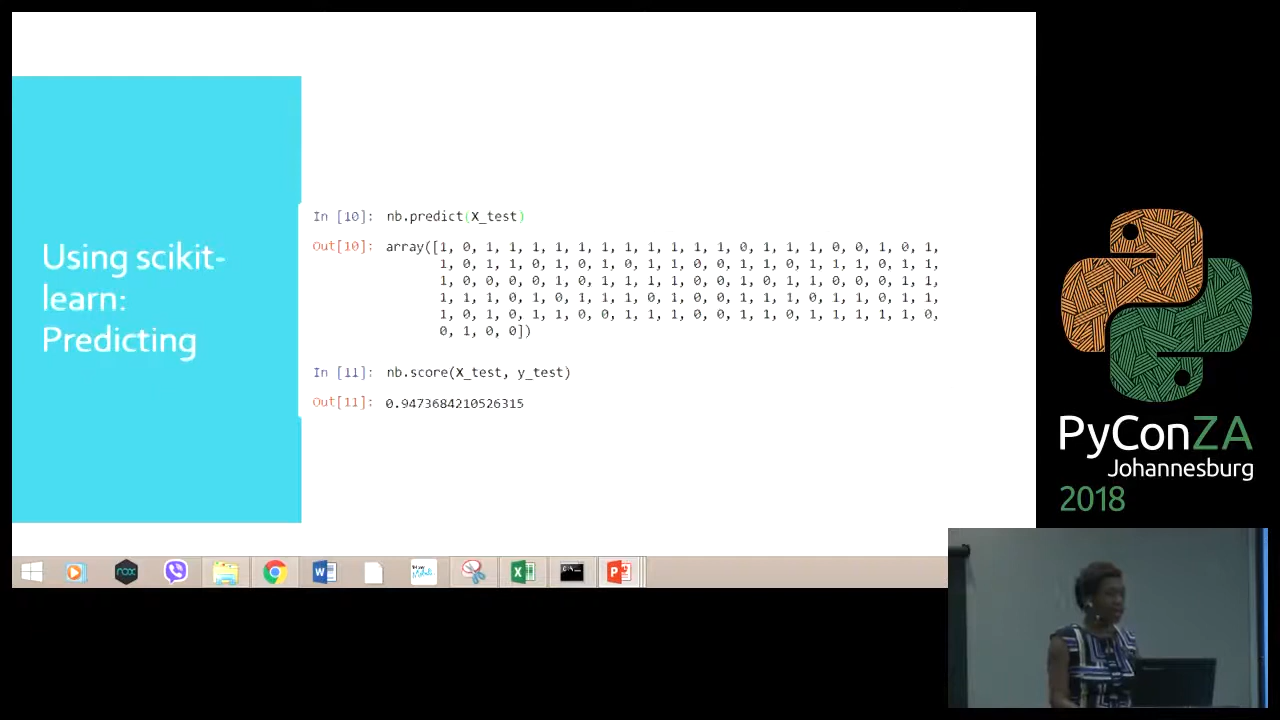 Using scikit-
learn:
Predicting
In [10]: nb.predict(X_test)
Out[10]: array([1, 0, 1, 1, 1, 1, 1, 1, 1, 1, 1, 1, 1, 0, 1, 1, 1, 0, 0, 1, 0, 1,
1, 0, 1, 1, 0, 1, 0, 1, 0, 1, 1, 0, 0, 1, 1, 0, 1, 1, 1, 0, 1, 1,
1, 0, 0, 0, 0, 1, 0, 1, 1, 1, 1, 0, 0, 1, 0, 1, 1, 0, 0, 0, 1, 1,
1, 1, 1, 0, 1, 0, 1, 1, 1, 0, 1, 0, 0, 1, 1, 1, 0, 1, 1, 0, 1, 1,
1, 0, 1, 0, 1, 1, 0, 0, 1, 1, 1, 0, 0, 1, 1, 0, 1, 1, 1, 1, 1, 0,
0, 1, 0, 0])
In [11]: nb.score(X_test, y_test)
Out[11]: 0.9473684210526315
PyConZA
Johannesburg
2018